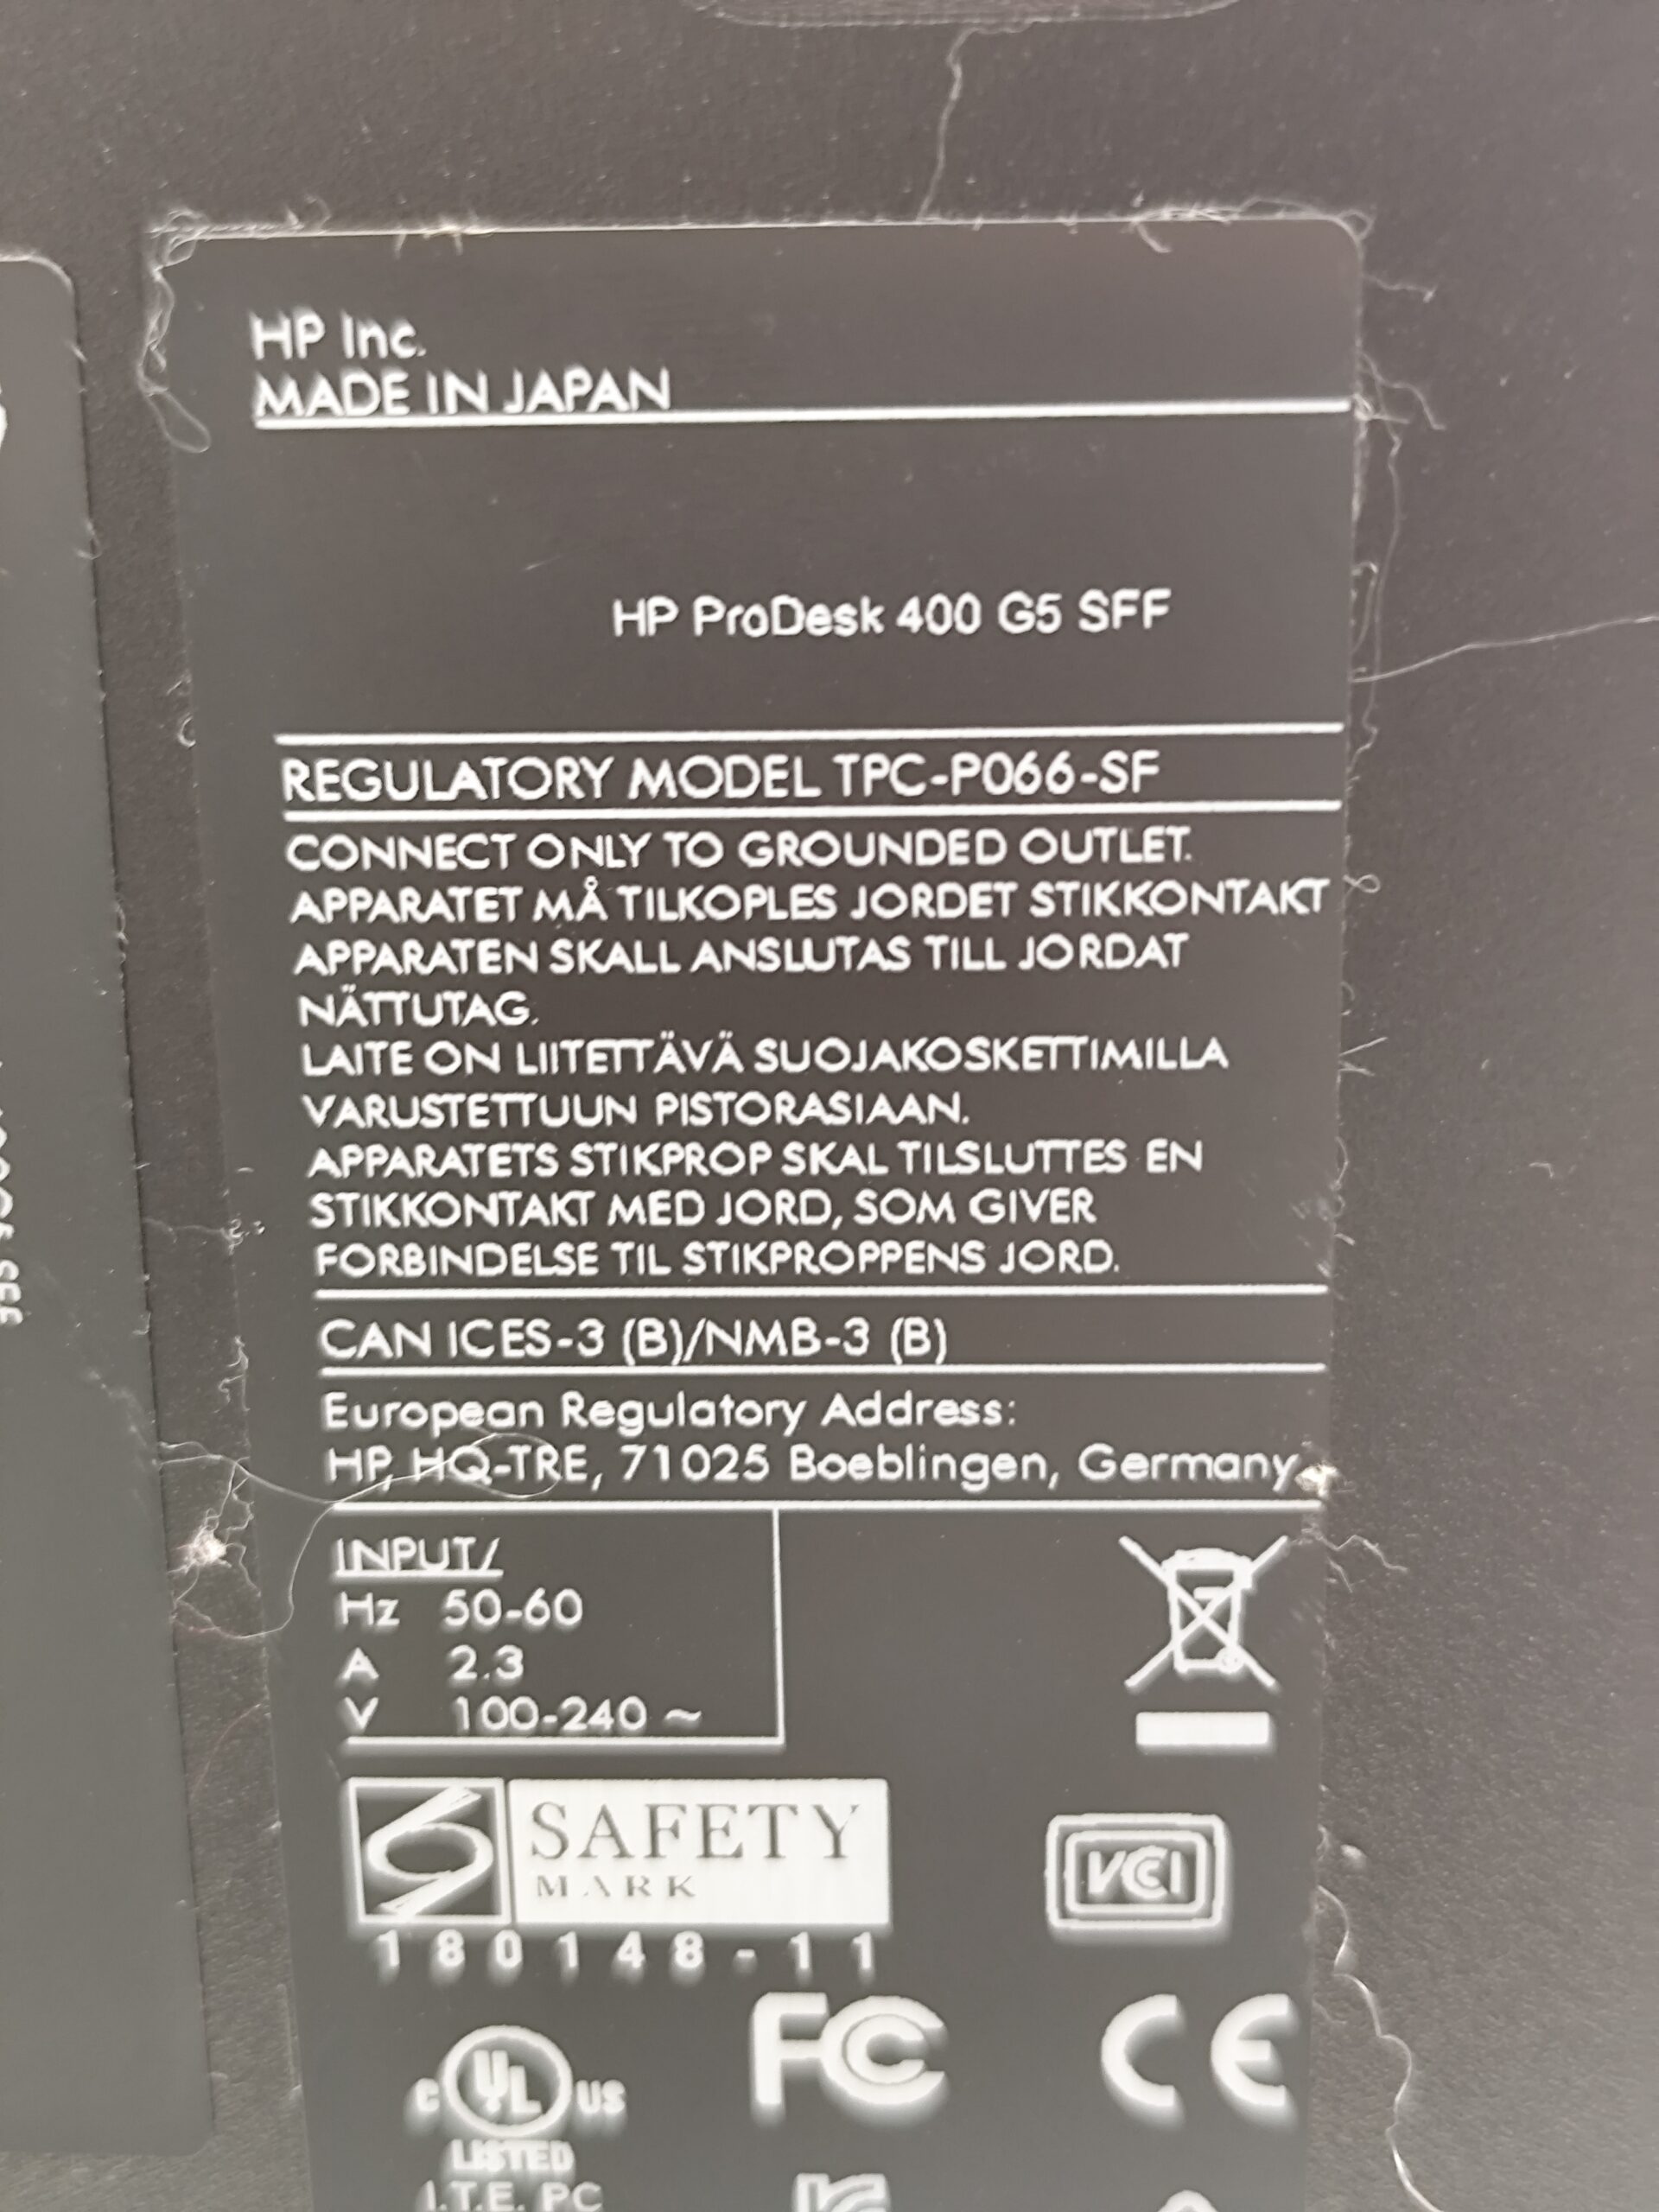 HP Inc.
MADE IN JAPAN
HP ProDesk 400 G5 SFF
REGULATORY MODEL TPC-P066-SF
CONNECT ONLY TO GROUNDED OUTLET.
APPARATET MÅ TILKOPLES JORDET STIKKONTAKT
APPARATEN SKALL ANSLUTAS TILL JORDAT
NÄTTUTAG.
LAITE ON LIITETTÄVÄ SUOJAKOSKETTIMILLA
VARUSTETTUUN PISTORASIAAN.
APPARATETS STIKPROP SKAL TILSLUTTES EN
STIKKONTAKT MED JORD, SOM GIVER
FORBINDELSE TIL STIKPROPPENS JORD.
CAN ICES-3 (B)/NMB-3 (B)
European Regulatory Address:
HP, HQ-TRE, 71025 Boeblingen, Germany
INPUT/
Hz 50-60
A 2.3
V 100-240 ~
SAFETY
MARK
VCCI
180148-11
FC CE
c UL US
LISTED
I.T.E. PC
SFF